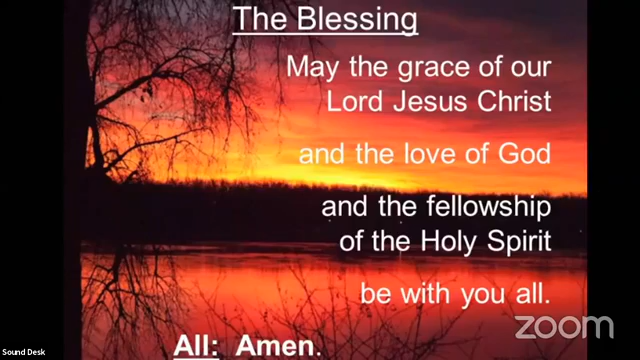 The Blessing
May the grace of our
Lord Jesus Christ
and the love of God
and the fellowship
of the Holy Spirit
be with you all.
All: Amen.
zoom
Sound Desk